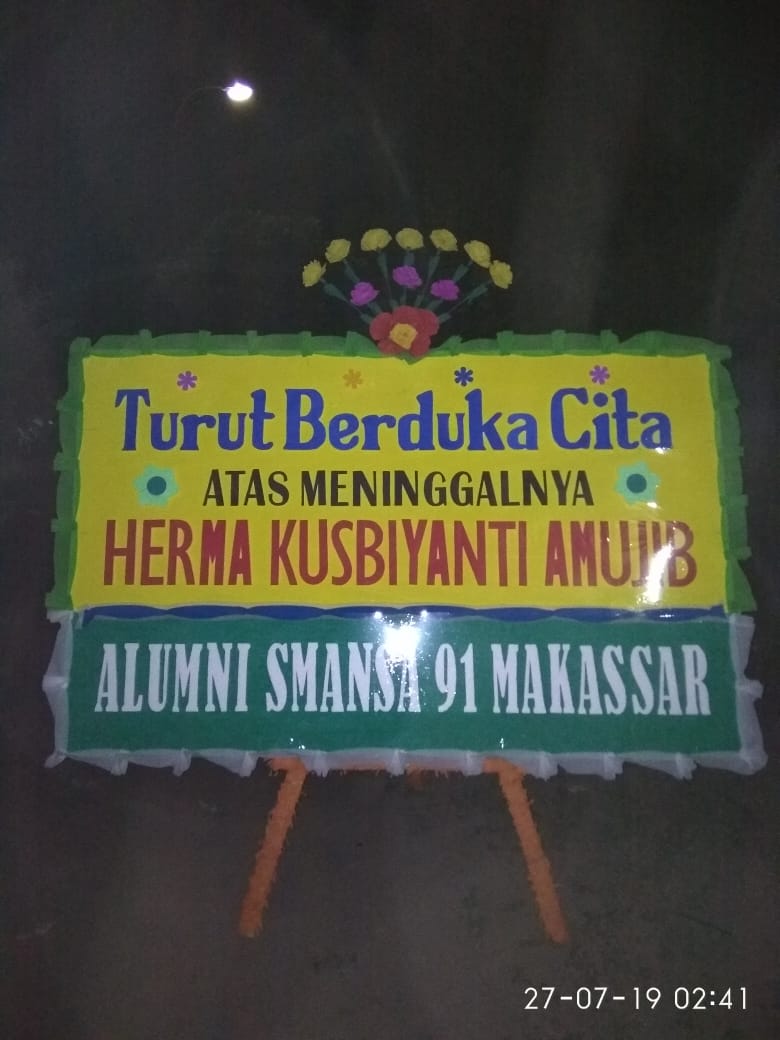 Turut Berduka Cita
ATAS MENINGGALNYA
HERMA KUSBIYANTI AMUJIB
ALUMNI SMANSA 91 MAKASSAR
27-07-19 02:41